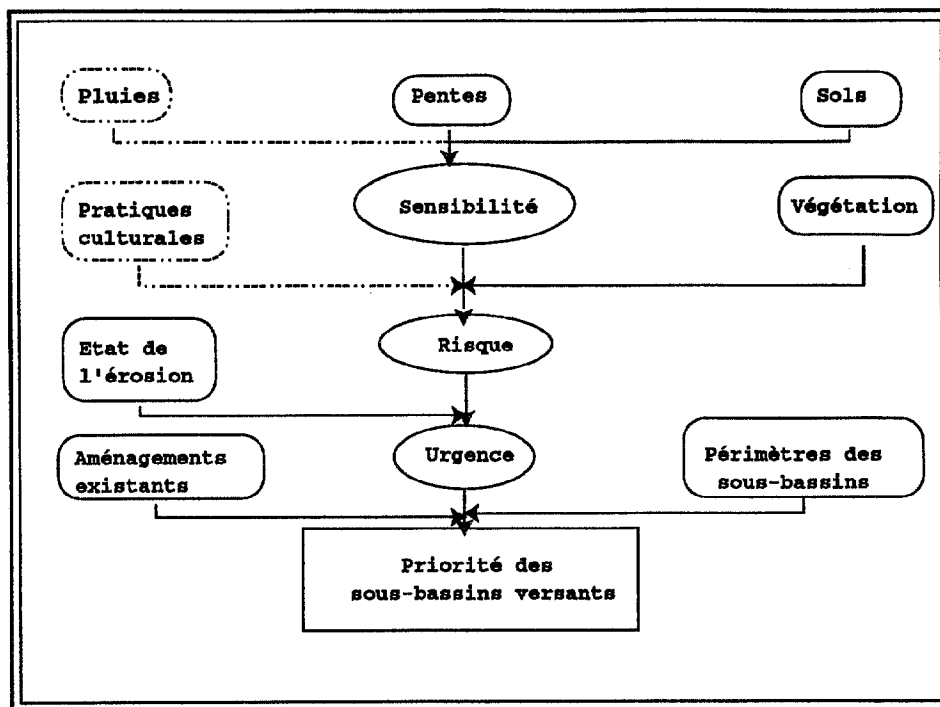 Pluies
Pentes
Sols
Sensibilité
Pratiques
culturales
Végétation
Risque
Etat de
l'érosion
Urgence
Aménagements
existants
Périmètres des
sous-bassins
Priorité des
sous-bassins versants